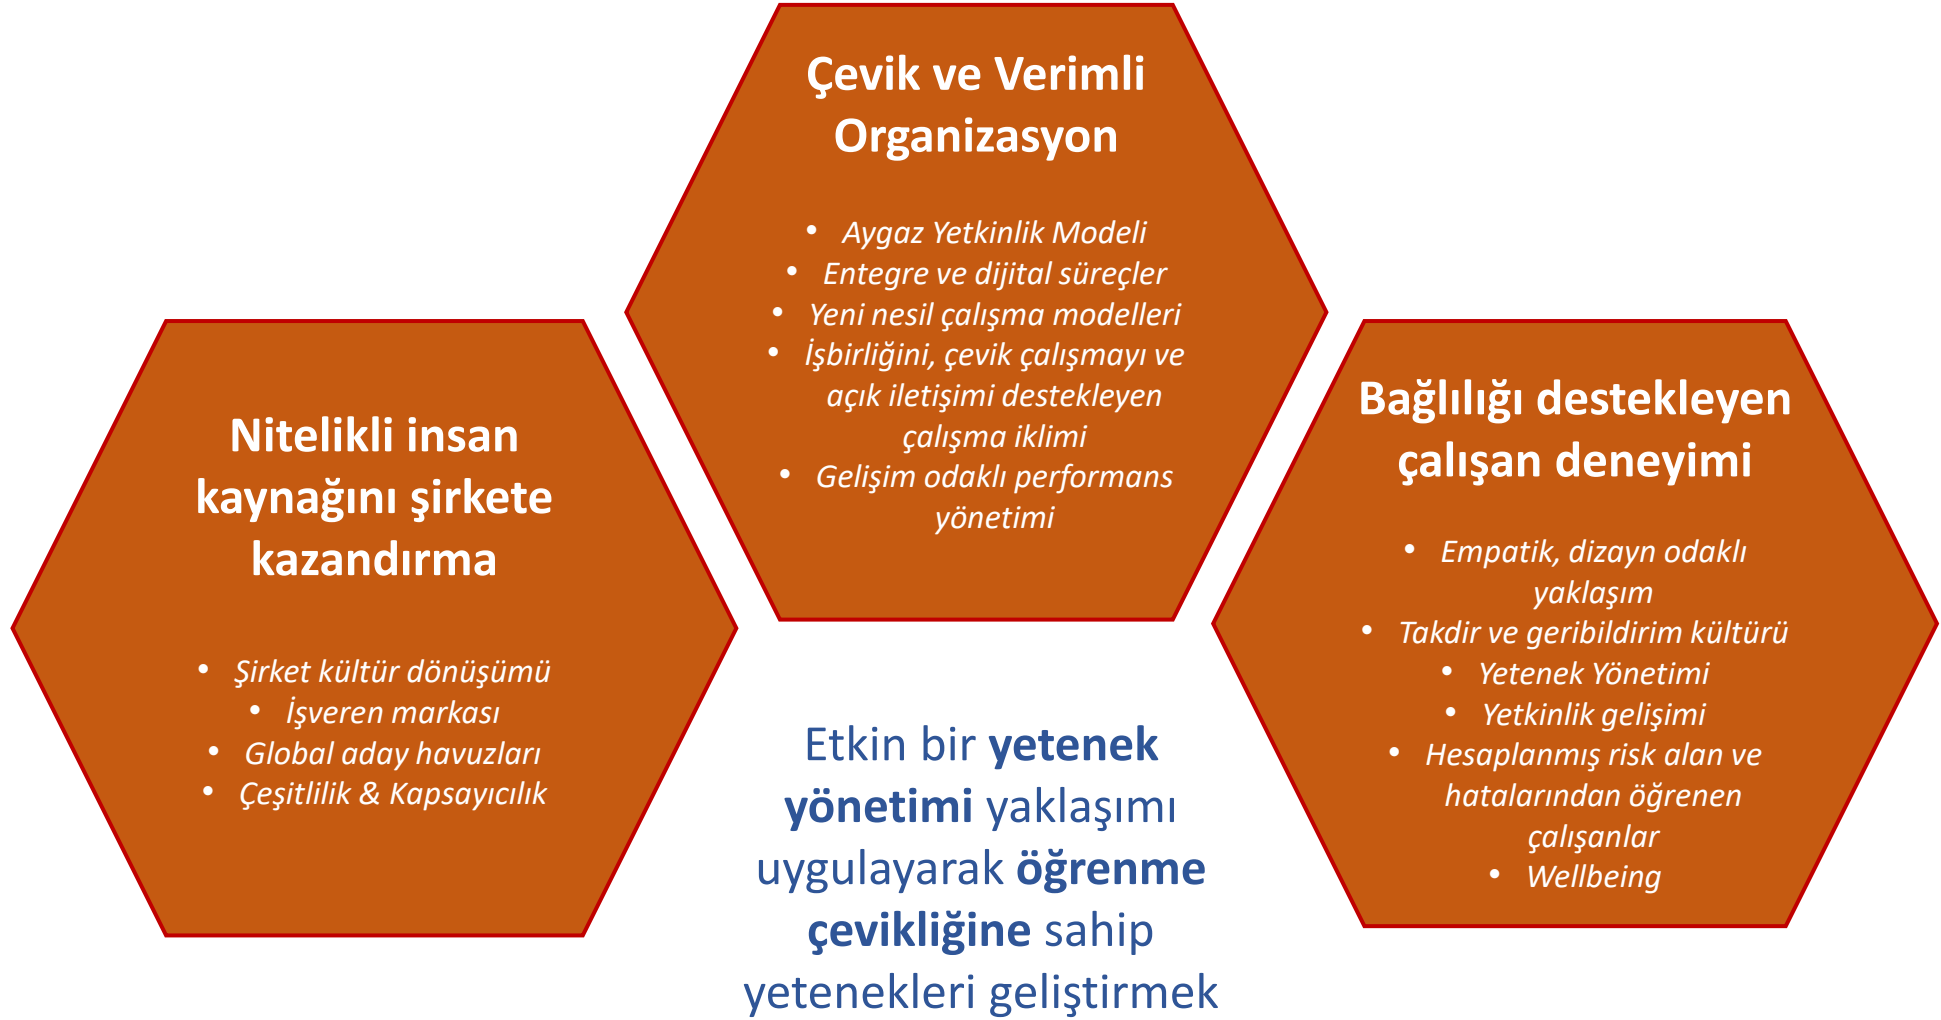 Çevik ve Verimli
Organizasyon
• Aygaz Yetkinlik Modeli
• Entegre ve dijital süreçler
• Yeni nesil çalışma modelleri
• İşbirliğini, çevik çalışmayı ve
açık iletişimi destekleyen
çalışma iklimi
• Gelişim odaklı performans
yönetimi
Nitelikli insan
kaynağını şirkete
kazandırma
• Şirket kültür dönüşümü
• İşveren markası
• Global aday havuzları
• Çeşitlilik & Kapsayıcılık
Bağlılığı destekleyen
çalışan deneyimi
• Empatik, dizayn odaklı
yaklaşım
• Takdir ve geribildirim kültürü
• Yetenek Yönetimi
• Yetkinlik gelişimi
• Hesaplanmış risk alan ve
hatalarından öğrenen
çalışanlar
• Wellbeing
Etkin bir yetenek
yönetimi yaklaşımı
uygulayarak öğrenme
çevikliğine sahip
yetenekleri geliştirmek